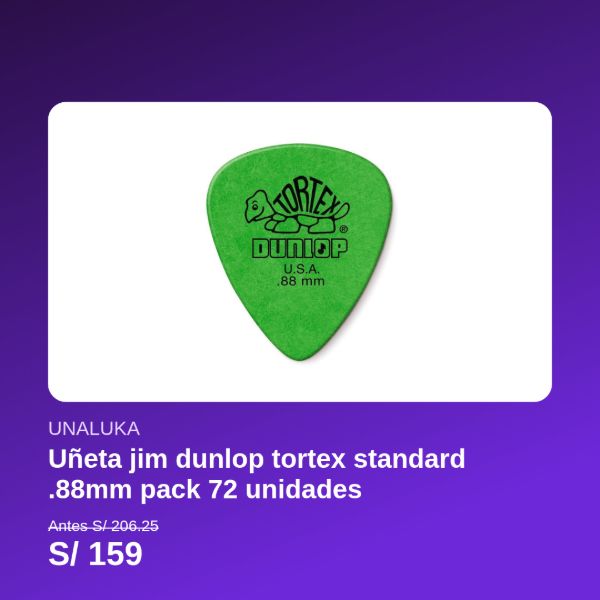 TORTEX
®
DUNLOP
U.S.A.
.88 mm
UNALUKA
Uñeta jim dunlop tortex standard
.88mm pack 72 unidades
Antes S/ 206.25
S/ 159